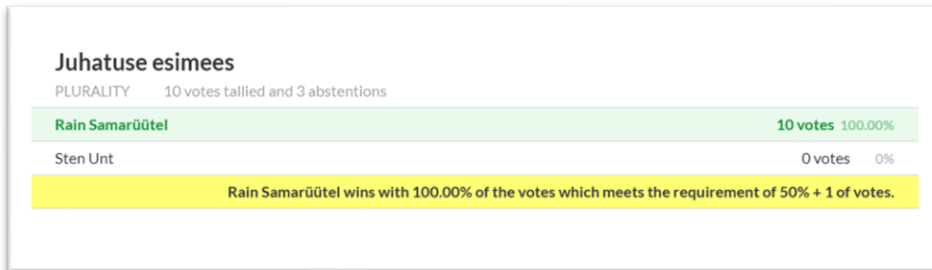 Juhatuse esimees
PLURALITY 10 votes tallied and 3 abstentions
Rain Samarüütel 10 votes 100.00%
Sten Unt 0 votes 0%
Rain Samarüütel wins with 100.00% of the votes which meets the requirement of 50% + 1 of votes.